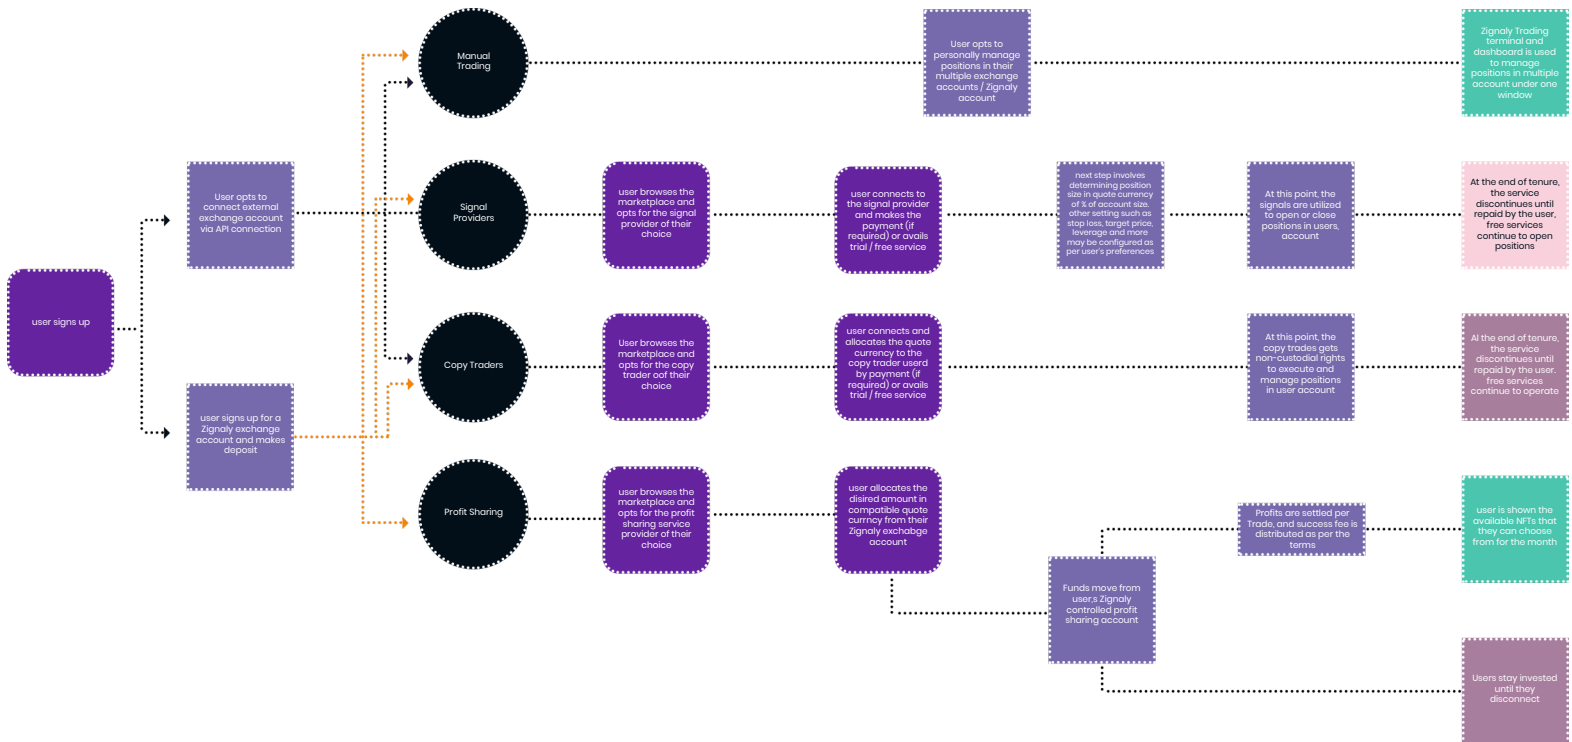 Manual
Trading
User opts to
personally manage
positions in their
multiple exchange
accounts / Zignaly
account
Zignaly Trading
terminal and
dashboard is used
to manage
positions in multiple
account under one
window
User opts to
connect external
exchange account
via API connection
Signal
Providers
user browses the
marketplace and
opts for the signal
provider of their
choice
user connects to
the signal provider
and makes the
payment (if
required) or avails
trial / free service
next step involves
determining position
size in quote currency
of % of account size.
other setting such as
stop loss, target price,
leverage and more
may be configured as
per user's preferences
At this point, the
signals are utilized
to open or close
positions in users,
account
At the end of tenure,
the service
discontinues until
repaid by the user,
free services
continue to open
positions
user signs up
Copy Traders
User browses the
marketplace and
opts for the copy
trader oof their
choice
user connects and
allocates the quote
currency to the
copy trader userd
by payment (if
required) or avails
trial / free service
At this point, the
copy trades gets
non-custodial rights
to execute and
manage positions
in user account
Al the end of tenure,
the service
discontinues until
repaid by the user.
free services
continue to operate
user signs up for a
Zignaly exchange
account and makes
deposit
Profit Sharing
user browses the
marketplace and
opts for the profit
sharing service
provider of their
choice
user allocates the
disired amount in
compatible quote
currncy from their
Zignaly exchabge
account
Funds move from
user,s Zignaly
controlled profit
sharing account
Profits are settled per
Trade, and success fee is
distributed as per the
terms
user is shown the
available NFTs that
they can choose
from for the month
Users stay invested
until they
disconnect